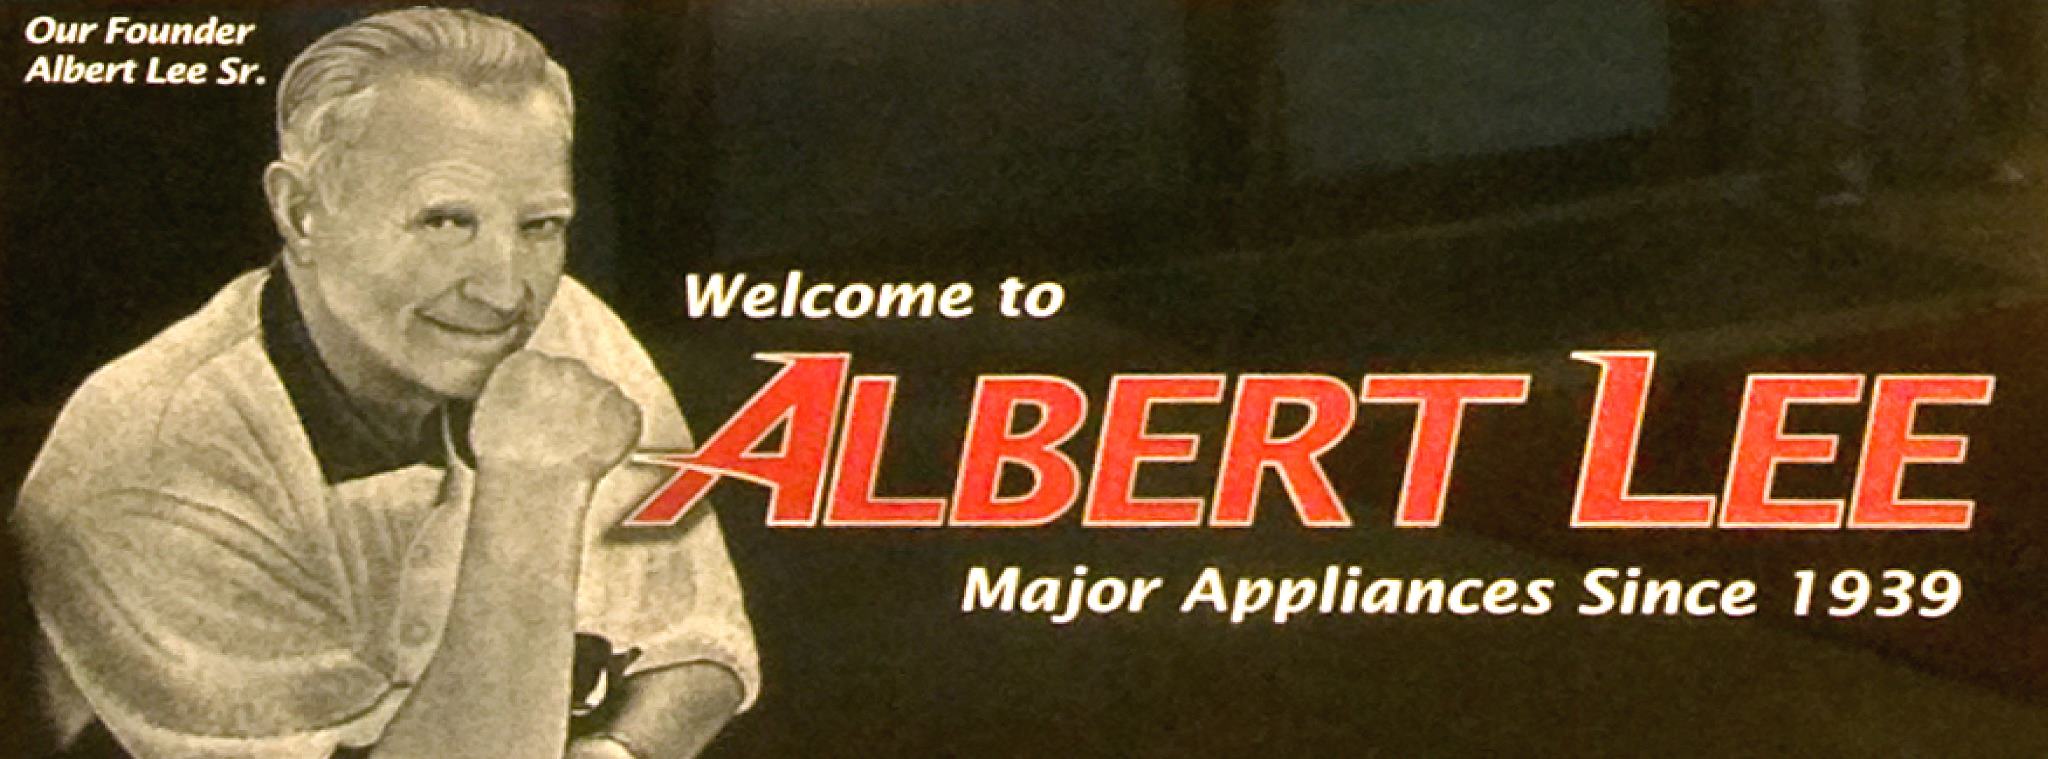 Our Founder
Albert Lee Sr.
Welcome to
ALBERT LEE
Major Appliances Since 1939